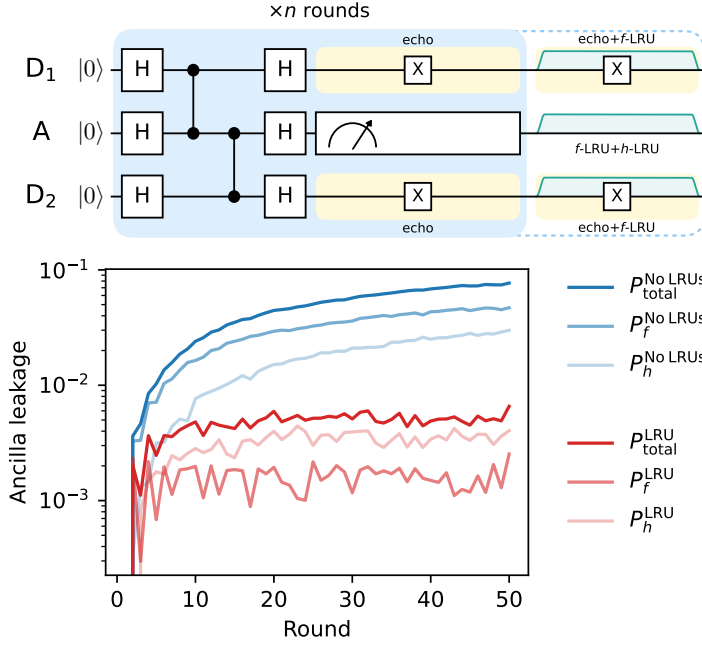 ×n rounds
echo
echo+f-LRU
D₁ |0⟩ H H X X
A |0⟩ H H
f-LRU+h-LRU
D₂ |0⟩ H H X X
echo
echo+f-LRU
10⁻¹
10⁻²
10⁻³
Ancilla leakage
0 10 20 30 40 50
Round
P_total^No LRUs
P_f^No LRUs
P_h^No LRUs
P_total^LRU
P_f^LRU
P_h^LRU